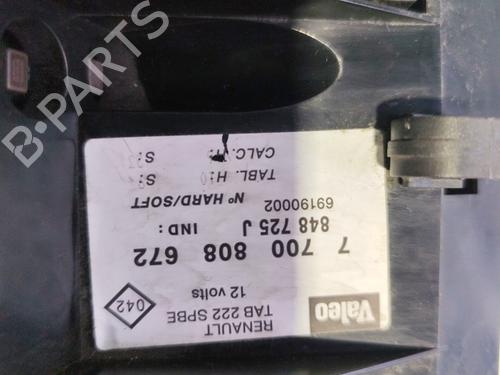 Valeo
RENAULT
TAB 222 SPBE
12 volts
042
7 700 808 672
848 725 J IND:
69190002
Nº HARD/SOFT
TABL. H: S:
CALC. H: S:
B-PARTS